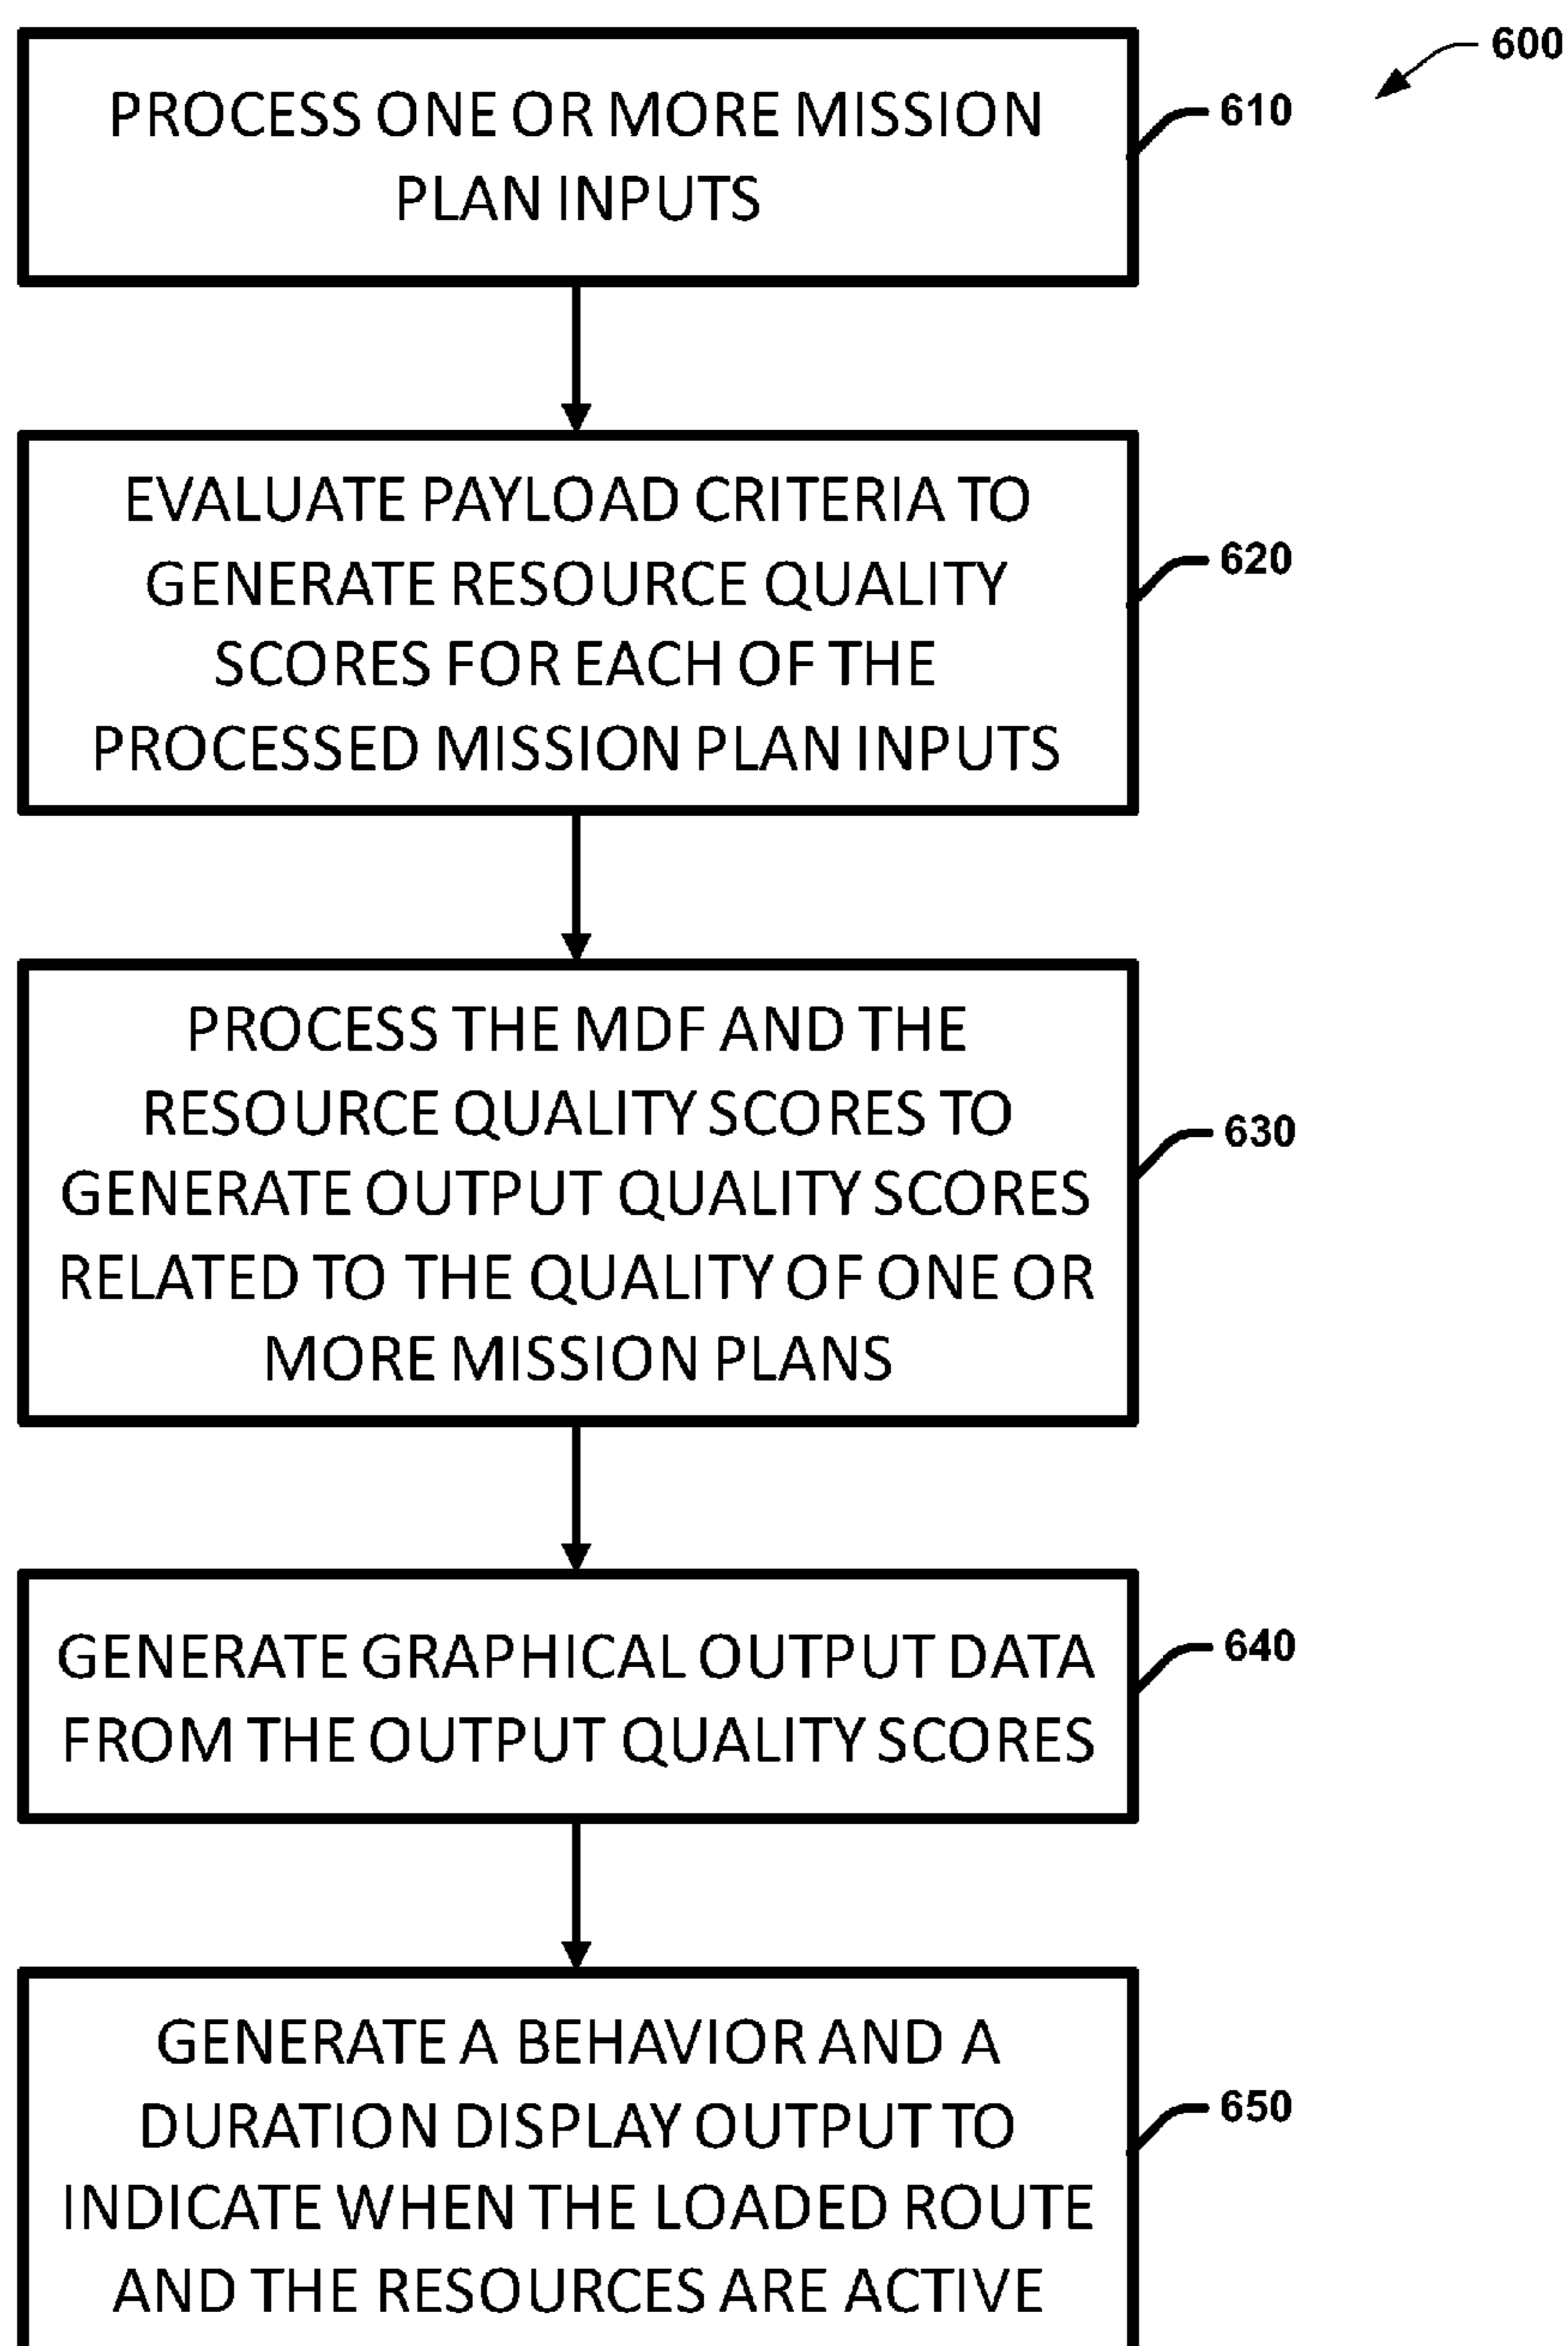 600
PROCESS ONE OR MORE MISSION
PLAN INPUTS
610
EVALUATE PAYLOAD CRITERIA TO
GENERATE RESOURCE QUALITY
SCORES FOR EACH OF THE
PROCESSED MISSION PLAN INPUTS
620
PROCESS THE MDF AND THE
RESOURCE QUALITY SCORES TO
GENERATE OUTPUT QUALITY SCORES
RELATED TO THE QUALITY OF ONE OR
MORE MISSION PLANS
630
GENERATE GRAPHICAL OUTPUT DATA
FROM THE OUTPUT QUALITY SCORES
640
GENERATE A BEHAVIOR AND A
DURATION DISPLAY OUTPUT TO
INDICATE WHEN THE LOADED ROUTE
AND THE RESOURCES ARE ACTIVE
650